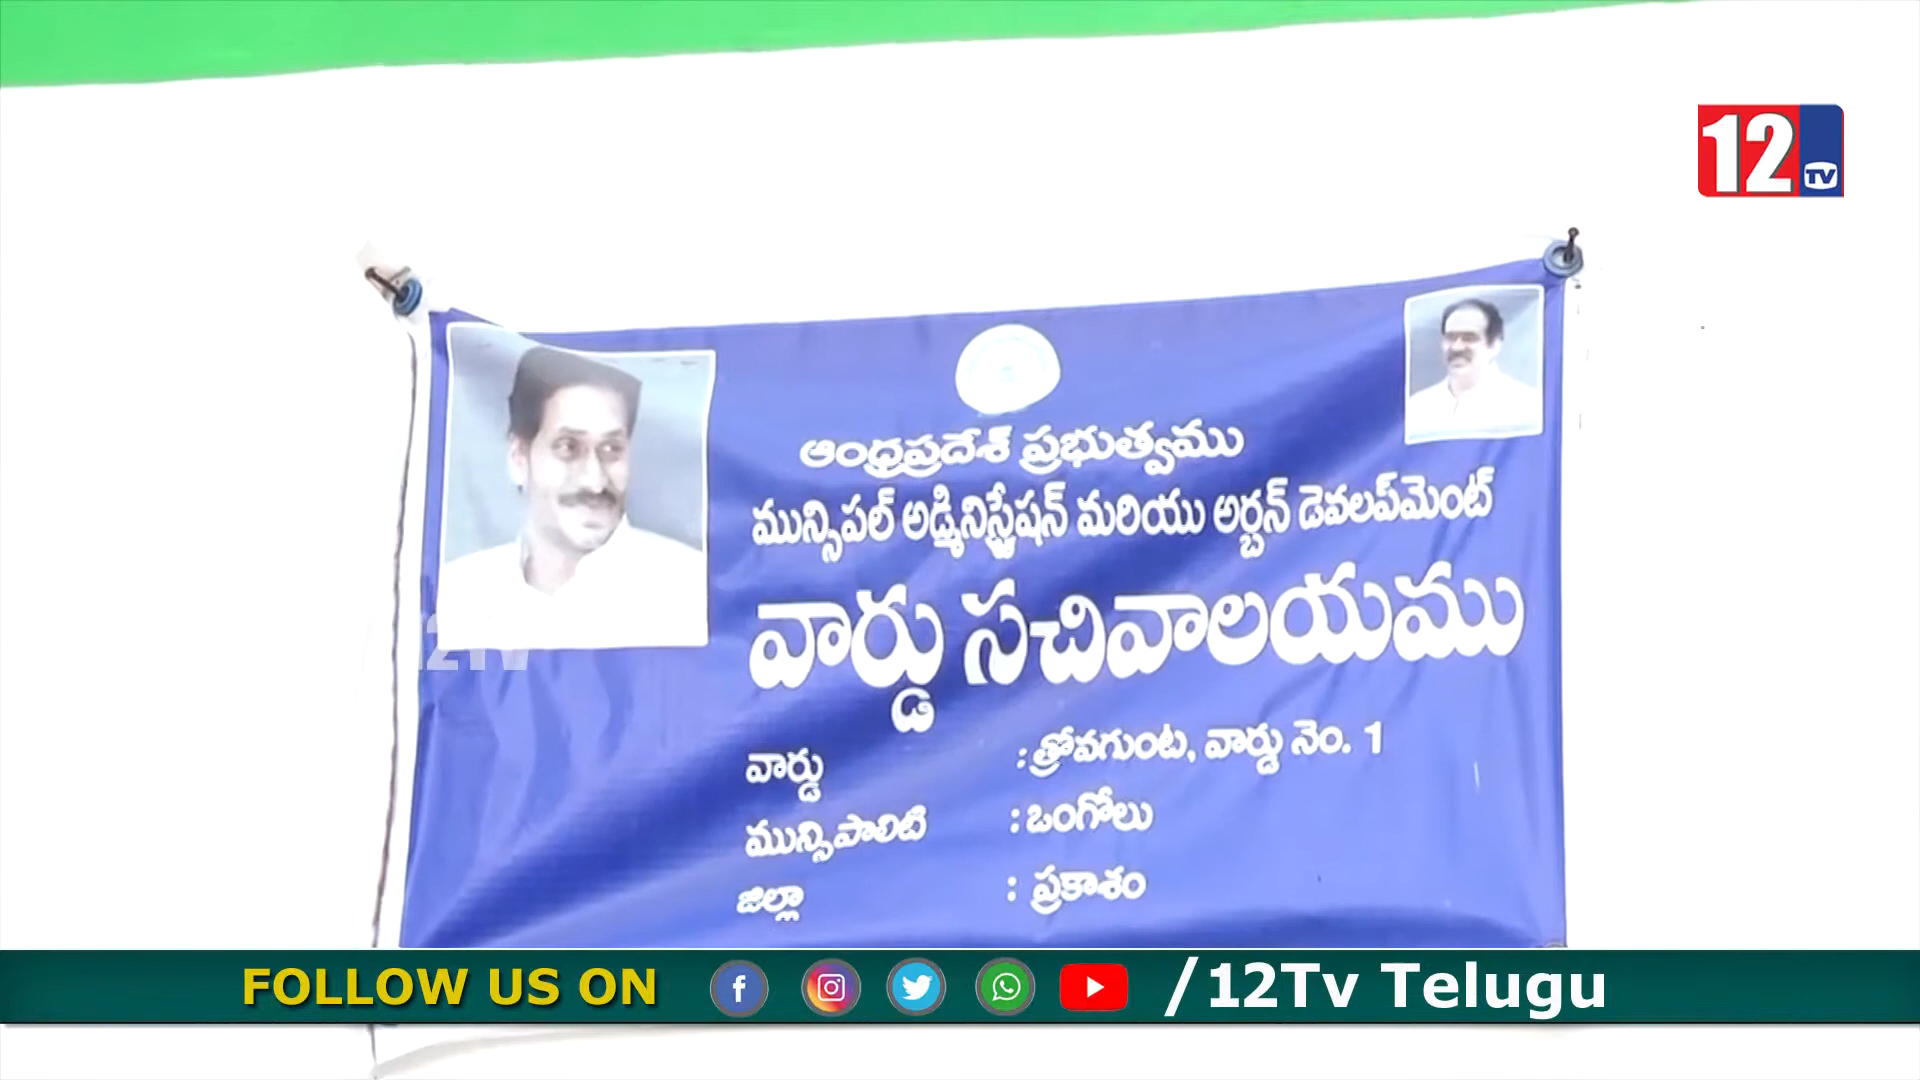 12 TV
ఆంధ్రప్రదేశ్ ప్రభుత్వము
మున్సిపల్ అడ్మినిస్ట్రేషన్ మరియు అర్బన్ డెవలప్‌మెంట్
వార్డు సచివాలయము
వార్డు : త్రోవగుంట, వార్డు నెం. 1
మున్సిపాలిటి : ఒంగోలు
జిల్లా : ప్రకాశం
12TV
FOLLOW US ON /12Tv Telugu